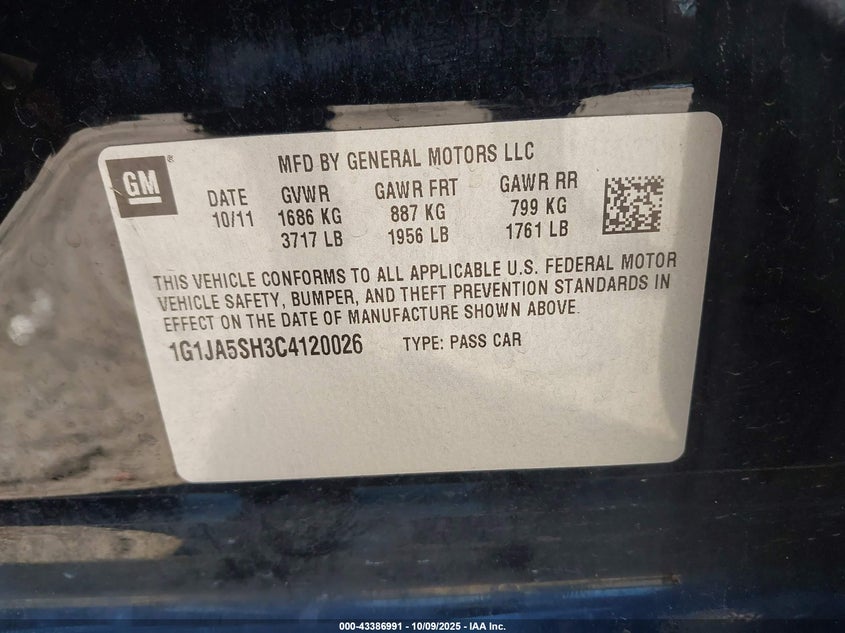 GM
MFD BY GENERAL MOTORS LLC
DATE GVWR GAWR FRT GAWR RR
10/11 1686 KG 887 KG 799 KG
3717 LB 1956 LB 1761 LB
THIS VEHICLE CONFORMS TO ALL APPLICABLE U.S. FEDERAL MOTOR
VEHICLE SAFETY, BUMPER, AND THEFT PREVENTION STANDARDS IN
EFFECT ON THE DATE OF MANUFACTURE SHOWN ABOVE.
1G1JA5SH3C4120026 TYPE: PASS CAR
000-43386991 - 10/09/2025 - IAA Inc.